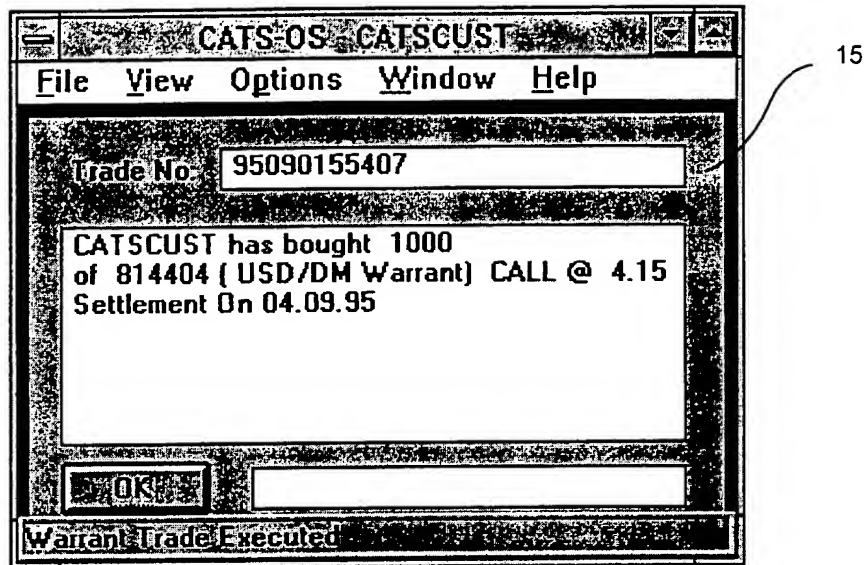 CATS-OS - CATSCUST
File View Options Window Help
15
Trade No: 95090155407
CATSCUST has bought 1000
of 814404 ( USD/DM Warrant) CALL @ 4.15
Settlement On 04.09.95
OK
Warrant Trade Executed